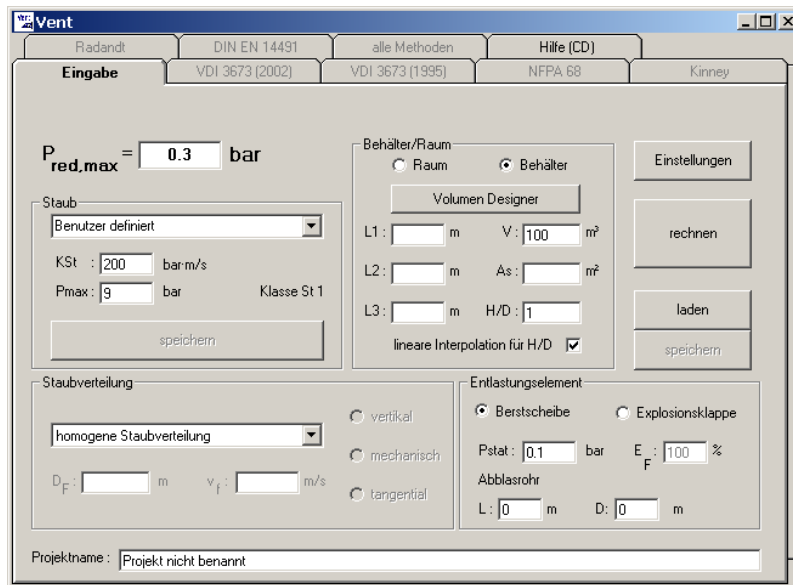 Vent
Radandt DIN EN 14491 alle Methoden Hilfe (CD)
Eingabe VDI 3673 (2002) VDI 3673 (1995) NFPA 68 Kinney
P red,max = 0.3 bar
Staub
Benutzer definiert
KSt : 200 bar·m/s
Pmax : 9 bar Klasse St 1
speichern
Behälter/Raum
Raum Behälter
Volumen Designer
L1 : m V : 100 m³
L2 : m As : m²
L3 : m H/D : 1
lineare Interpolation für H/D
Einstellungen
rechnen
laden
speichern
Staubverteilung
homogene Staubverteilung
D F : m v f : m/s
vertikal
mechanisch
tangential
Entlastungselement
Berstscheibe Explosionsklappe
Pstat : 0.1 bar E F : 100 %
Abblasrohr
L : 0 m D: 0 m
Projektname : Projekt nicht benannt